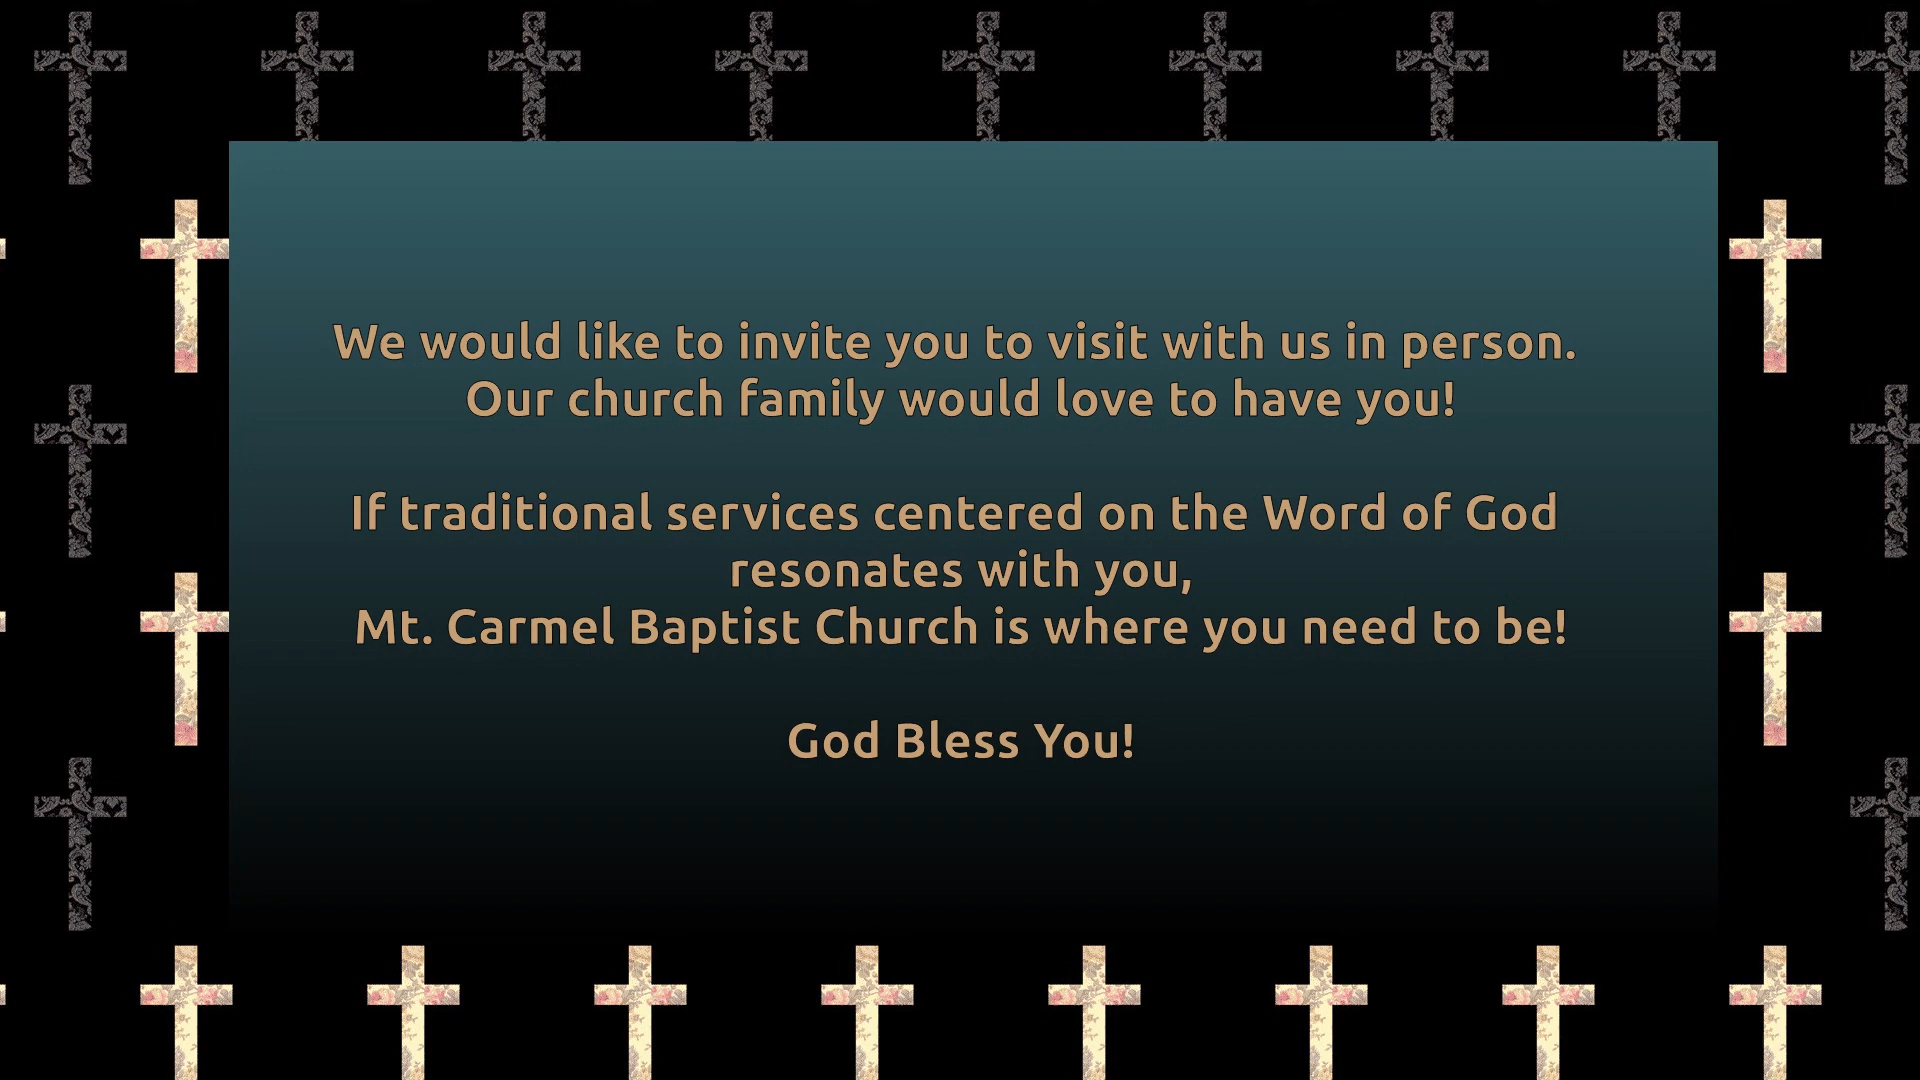 We would like to invite you to visit with us in person.
Our church family would love to have you!
If traditional services centered on the Word of God
resonates with you,
Mt. Carmel Baptist Church is where you need to be!
God Bless You!